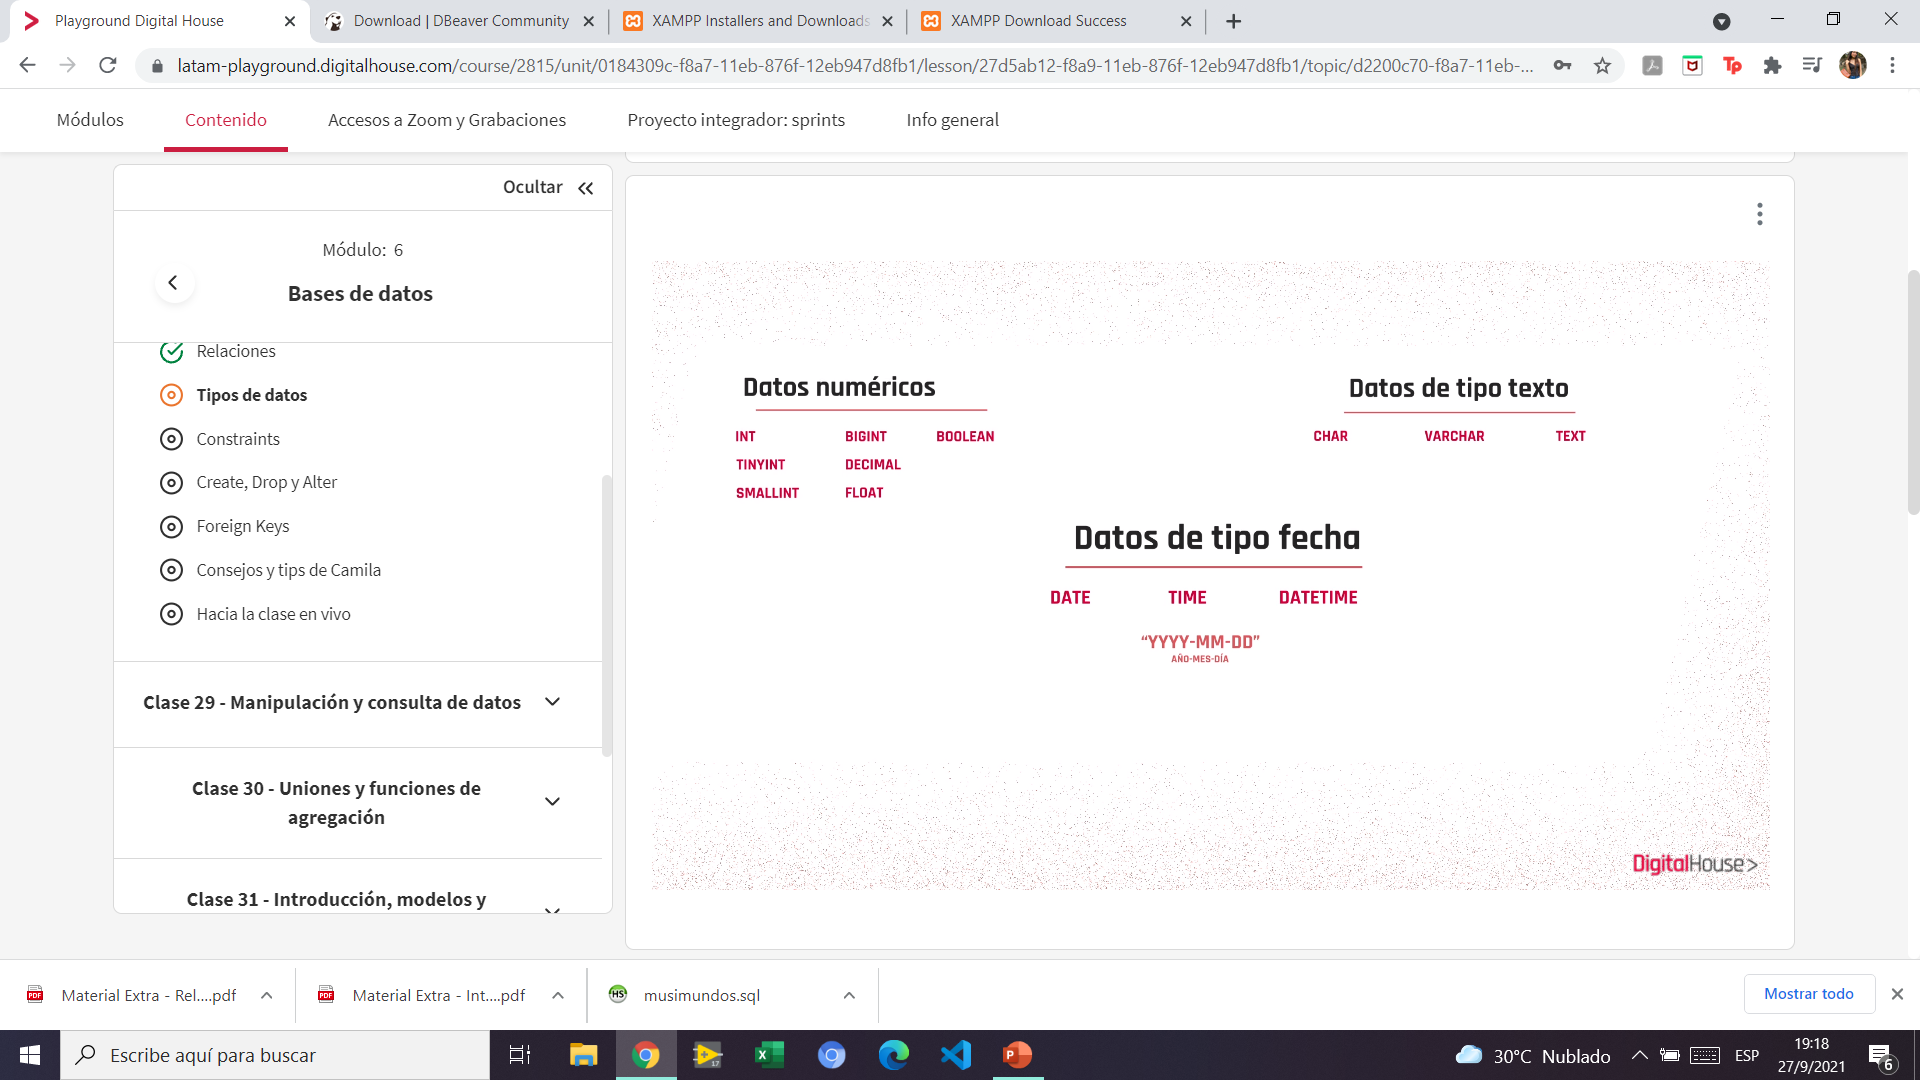 Playground Digital House
Download | DBeaver Community
XAMPP Installers and Downloads
XAMPP Download Success
latam-playground.digitalhouse.com/course/2815/unit/0184309c-f8a7-11eb-876f-12eb947d8fb1/lesson/27d5ab12-f8a9-11eb-876f-12eb947d8fb1/topic/d2200c70-f8a7-11eb-...
Módulos
Contenido
Accesos a Zoom y Grabaciones
Proyecto integrador: sprints
Info general
Ocultar
Módulo: 6
Bases de datos
Relaciones
Tipos de datos
Constraints
Create, Drop y Alter
Foreign Keys
Consejos y tips de Camila
Hacia la clase en vivo
Clase 29 - Manipulación y consulta de datos
Clase 30 - Uniones y funciones de
agregación
Clase 31 - Introducción, modelos y
Datos numéricos
INT BIGINT BOOLEAN
TINYINT DECIMAL
SMALLINT FLOAT
Datos de tipo texto
CHAR VARCHAR TEXT
Datos de tipo fecha
DATE TIME DATETIME
“YYYY-MM-DD”
AÑO-MES-DÍA
DigitalHouse>
Material Extra - Rel....pdf
Material Extra - Int....pdf
musimundos.sql
Mostrar todo
Escribe aquí para buscar
30°C Nublado
ESP
19:18
27/9/2021
6